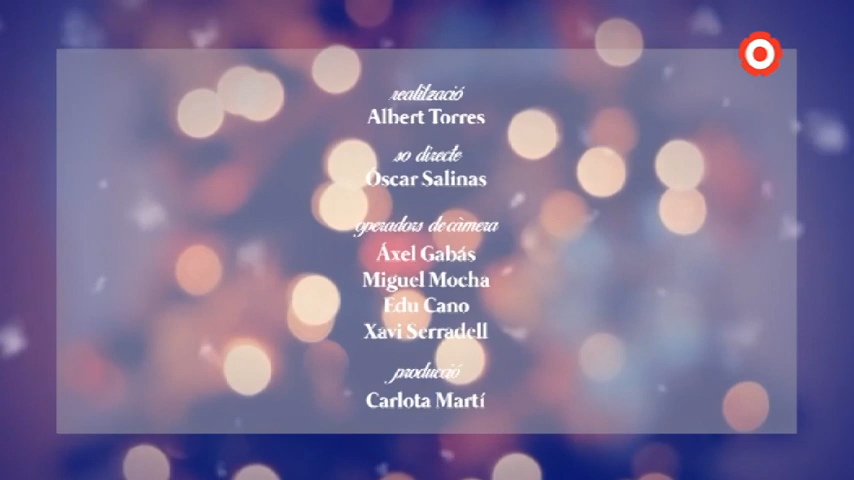 realització
Albert Torres
so directe
Óscar Salinas
operadors de càmera
Áxel Gabás
Miguel Mocha
Edu Cano
Xavi Serradell
producció
Carlota Martí